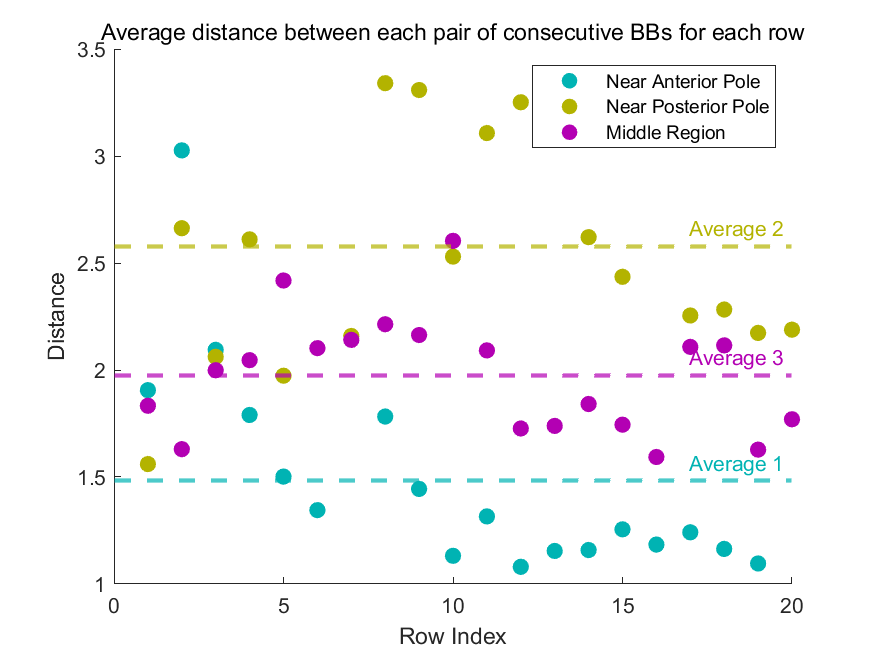 Average distance between each pair of consecutive BBs for each row
3.5
3
2.5
2
1.5
1
Distance
Near Anterior Pole
Near Posterior Pole
Middle Region
Average 2
Average 3
Average 1
0
5
10
15
20
Row Index